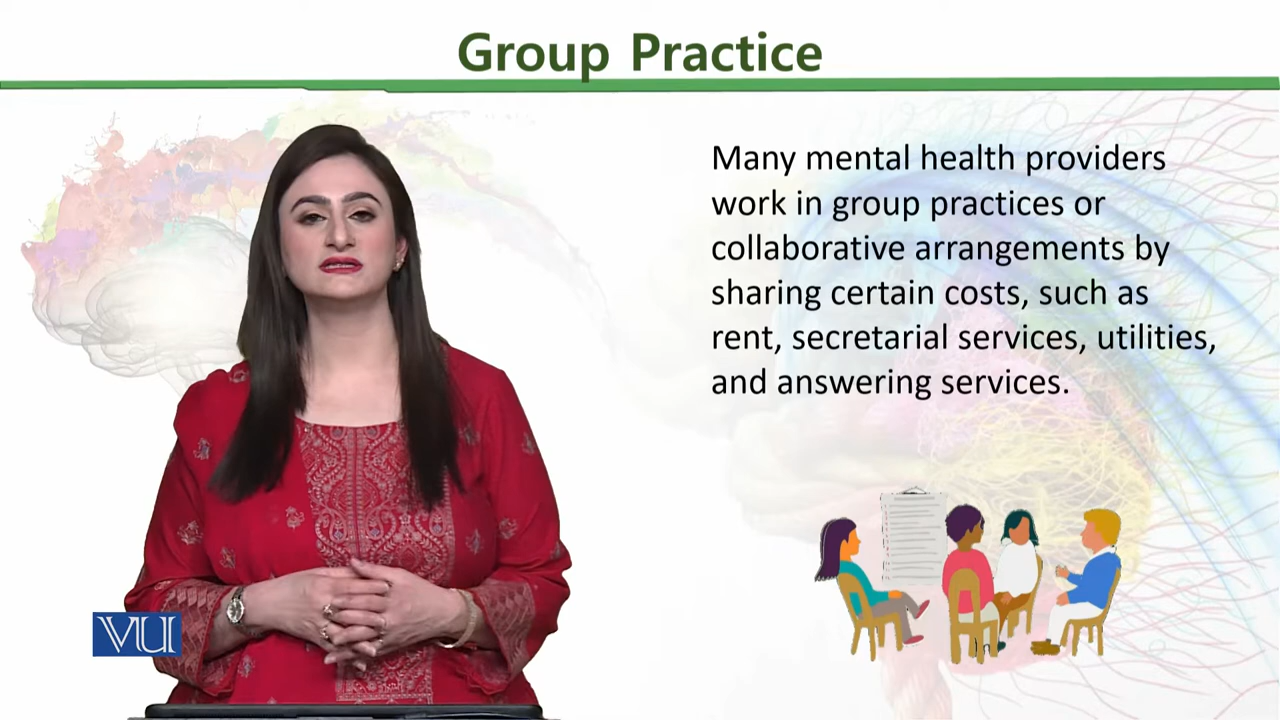 Group Practice
Many mental health providers
work in group practices or
collaborative arrangements by
sharing certain costs, such as
rent, secretarial services, utilities,
and answering services.
VU